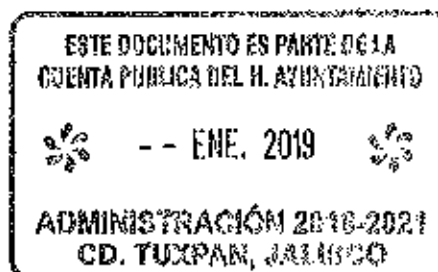 ESTE DOCUMENTO ES PARTE DE LA
CUENTA PUBLICA DEL H. AYUNTAMIENTO
-- ENE. 2019
ADMINISTRACIÓN 2018-2021
CD. TUXPAN, JALISCO